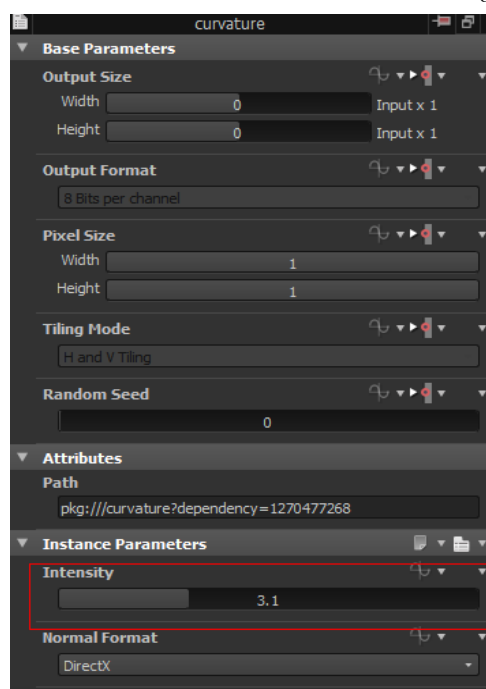 curvature
Base Parameters
Output Size
Width 0 Input x 1
Height 0 Input x 1
Output Format
8 Bits per channel
Pixel Size
Width 1
Height 1
Tiling Mode
H and V Tiling
Random Seed
0
Attributes
Path
pkg:///curvature?dependency=1270477268
Instance Parameters
Intensity
3.1
Normal Format
DirectX